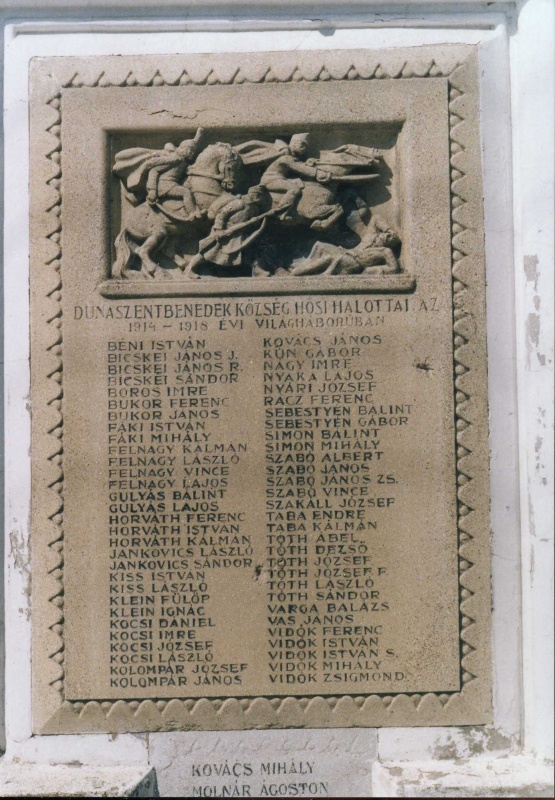 DUNASZENTBENEDEK KÖZSÉG HŐSI HALOTTAI AZ
1914 – 1918 ÉVI VILÁGHÁBORÚBAN
BÉNI ISTVÁN
BICSKEI JÁNOS J.
BICSKEI JÁNOS R.
BICSKEI SÁNDOR
BOROS IMRE
BUKOR FERENC
BUKOR JÁNOS
FAKI ISTVÁN
FAKI MIHÁLY
FELNAGY KÁLMÁN
FELNAGY LÁSZLÓ
FELNAGY VINCE
FELNAGY LAJOS
GULYÁS BÁLINT
GULYÁS LAJOS
HORVÁTH FERENC
HORVÁTH ISTVÁN
HORVÁTH KÁLMÁN
JANKOVICS LÁSZLÓ
JANKOVICS SÁNDOR
KISS ISTVÁN
KISS LÁSZLÓ
KLEIN FÜLÖP
KLEIN IGNÁC
KOCSI DÁNIEL
KOCSI IMRE
KOCSI JÓZSEF
KOCSI LÁSZLÓ
KOLOMPÁR JÓZSEF
KOLOMPÁR JÁNOS
KOVÁCS JÁNOS
KÚN GÁBOR
NAGY IMRE
NYAKA LAJOS
NYÁRI JÓZSEF
RÁCZ FERENC
SEBESTYÉN BÁLINT
SEBESTYÉN GÁBOR
SIMON BÁLINT
SIMON MIHÁLY
SZABÓ ALBERT
SZABÓ JÁNOS
SZABÓ JÁNOS ZS.
SZABÓ VINCE
SZAKÁLL JÓZSEF
TABA ENDRE
TABA KÁLMÁN
TÓTH ÁBEL
TÓTH DEZSŐ
TÓTH JÓZSEF
TÓTH JÓZSEF F.
TÓTH LÁSZLÓ
TÓTH SÁNDOR
VARGA BALÁZS
VAS JÁNOS
VIDÓK FERENC
VIDÓK ISTVÁN
VIDÓK ISTVÁN S.
VIDÓK MIHÁLY
VIDÓK ZSIGMOND
KOVÁCS MIHÁLY
MOLNÁR ÁGOSTON